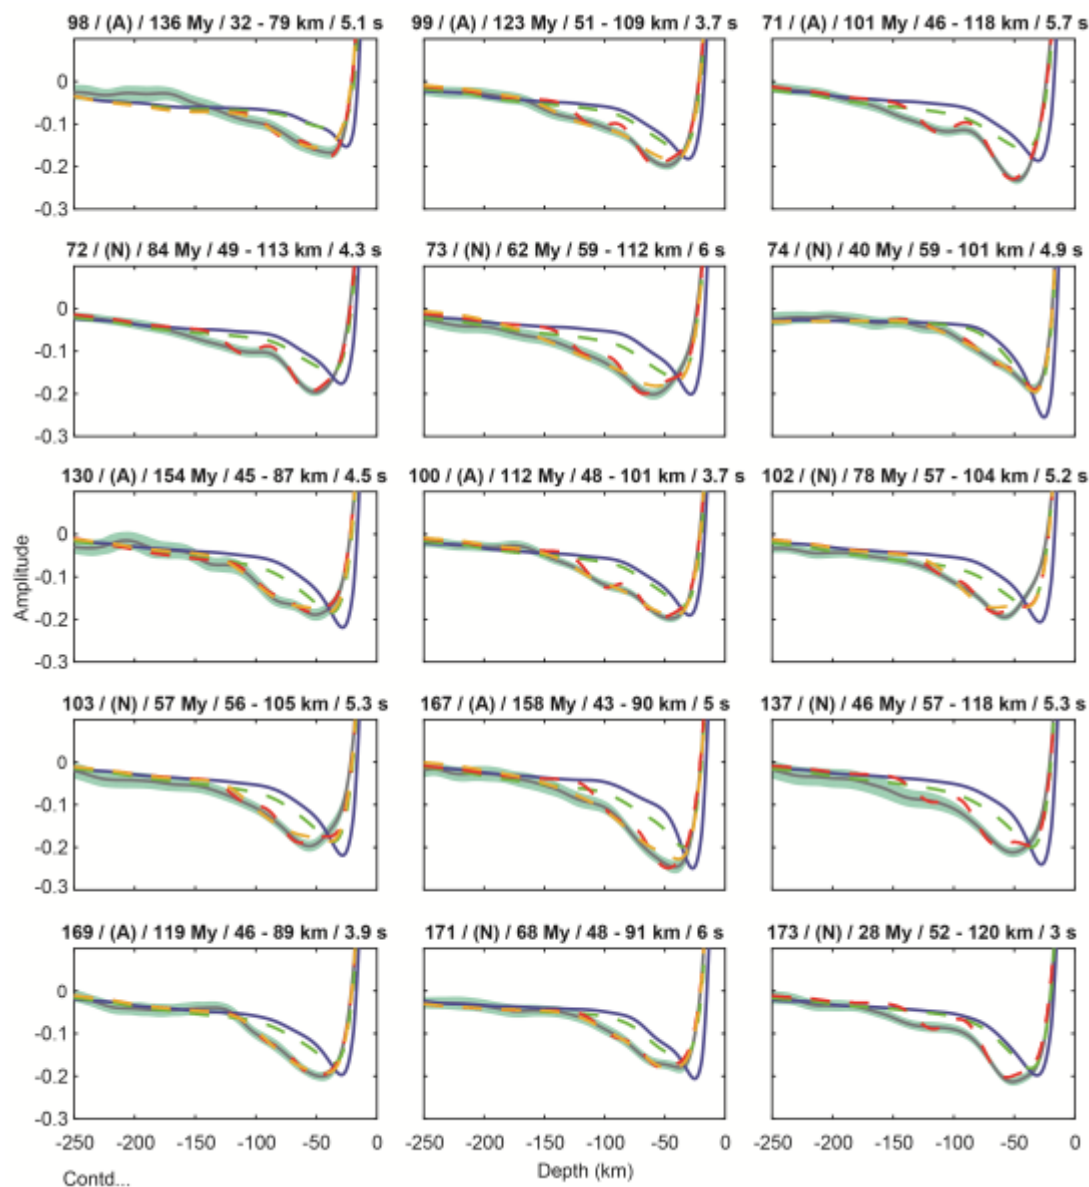 98 / (A) / 136 My / 32 - 79 km / 5.1 s
99 / (A) / 123 My / 51 - 109 km / 3.7 s
71 / (A) / 101 My / 46 - 118 km / 5.7 s
0
-0.1
-0.2
-0.3
72 / (N) / 84 My / 49 - 113 km / 4.3 s
73 / (N) / 62 My / 59 - 112 km / 6 s
74 / (N) / 40 My / 59 - 101 km / 4.9 s
0
-0.1
-0.2
-0.3
130 / (A) / 154 My / 45 - 87 km / 4.5 s
100 / (A) / 112 My / 48 - 101 km / 3.7 s
102 / (N) / 78 My / 57 - 104 km / 5.2 s
Amplitude
0
-0.1
-0.2
-0.3
103 / (N) / 57 My / 56 - 105 km / 5.3 s
167 / (A) / 158 My / 43 - 90 km / 5 s
137 / (N) / 46 My / 57 - 118 km / 5.3 s
0
-0.1
-0.2
-0.3
169 / (A) / 119 My / 46 - 89 km / 3.9 s
171 / (N) / 68 My / 48 - 91 km / 6 s
173 / (N) / 28 My / 52 - 120 km / 3 s
0
-0.1
-0.2
-0.3
-250 -200 -150 -100 -50 0
-250 -200 -150 -100 -50 0
-250 -200 -150 -100 -50 0
Depth (km)
Contd...